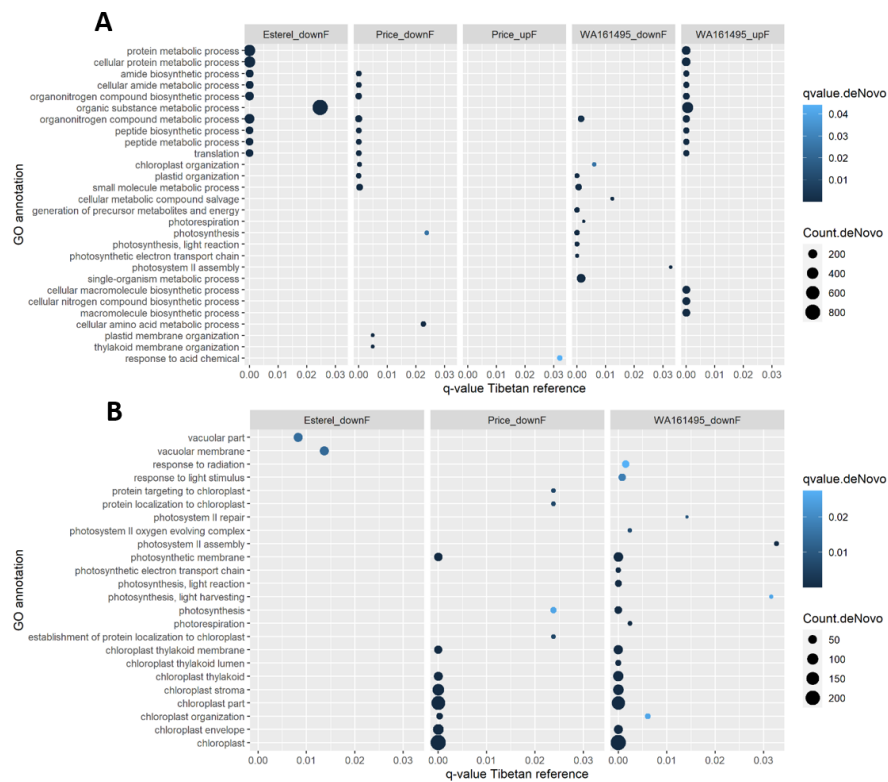 A
Esterel_downF
Price_downF
Price_upF
WA161495_downF
WA161495_upF
protein metabolic process
cellular protein metabolic process
amide biosynthetic process
cellular amide metabolic process
organonitrogen compound biosynthetic process
organic substance metabolic process
organonitrogen compound metabolic process
peptide biosynthetic process
peptide metabolic process
translation
chloroplast organization
plastid organization
small molecule metabolic process
cellular metabolic compound salvage
generation of precursor metabolites and energy
photorespiration
photosynthesis
photosynthesis, light reaction
photosynthetic electron transport chain
photosystem II assembly
single-organism metabolic process
cellular macromolecule biosynthetic process
cellular nitrogen compound biosynthetic process
macromolecule biosynthetic process
cellular amino acid metabolic process
plastid membrane organization
thylakoid membrane organization
response to acid chemical
GO annotation
0.00 0.01 0.02 0.03 0.00 0.01 0.02 0.03 0.00 0.01 0.02 0.03 0.00 0.01 0.02 0.03 0.00 0.01 0.02 0.03
q-value Tibetan reference
qvalue.deNovo
0.04
0.03
0.02
0.01
Count.deNovo
200
400
600
800
B
Esterel_downF
Price_downF
WA161495_downF
vacuolar part
vacuolar membrane
response to radiation
response to light stimulus
protein targeting to chloroplast
protein localization to chloroplast
photosystem II repair
photosystem II oxygen evolving complex
photosystem II assembly
photosynthetic membrane
photosynthetic electron transport chain
photosynthesis, light reaction
photosynthesis, light harvesting
photosynthesis
photorespiration
establishment of protein localization to chloroplast
chloroplast thylakoid membrane
chloroplast thylakoid lumen
chloroplast thylakoid
chloroplast stroma
chloroplast part
chloroplast organization
chloroplast envelope
chloroplast
GO annotation
0.00 0.01 0.02 0.03 0.00 0.01 0.02 0.03 0.00 0.01 0.02 0.03
q-value Tibetan reference
qvalue.deNovo
0.02
0.01
Count.deNovo
50
100
150
200